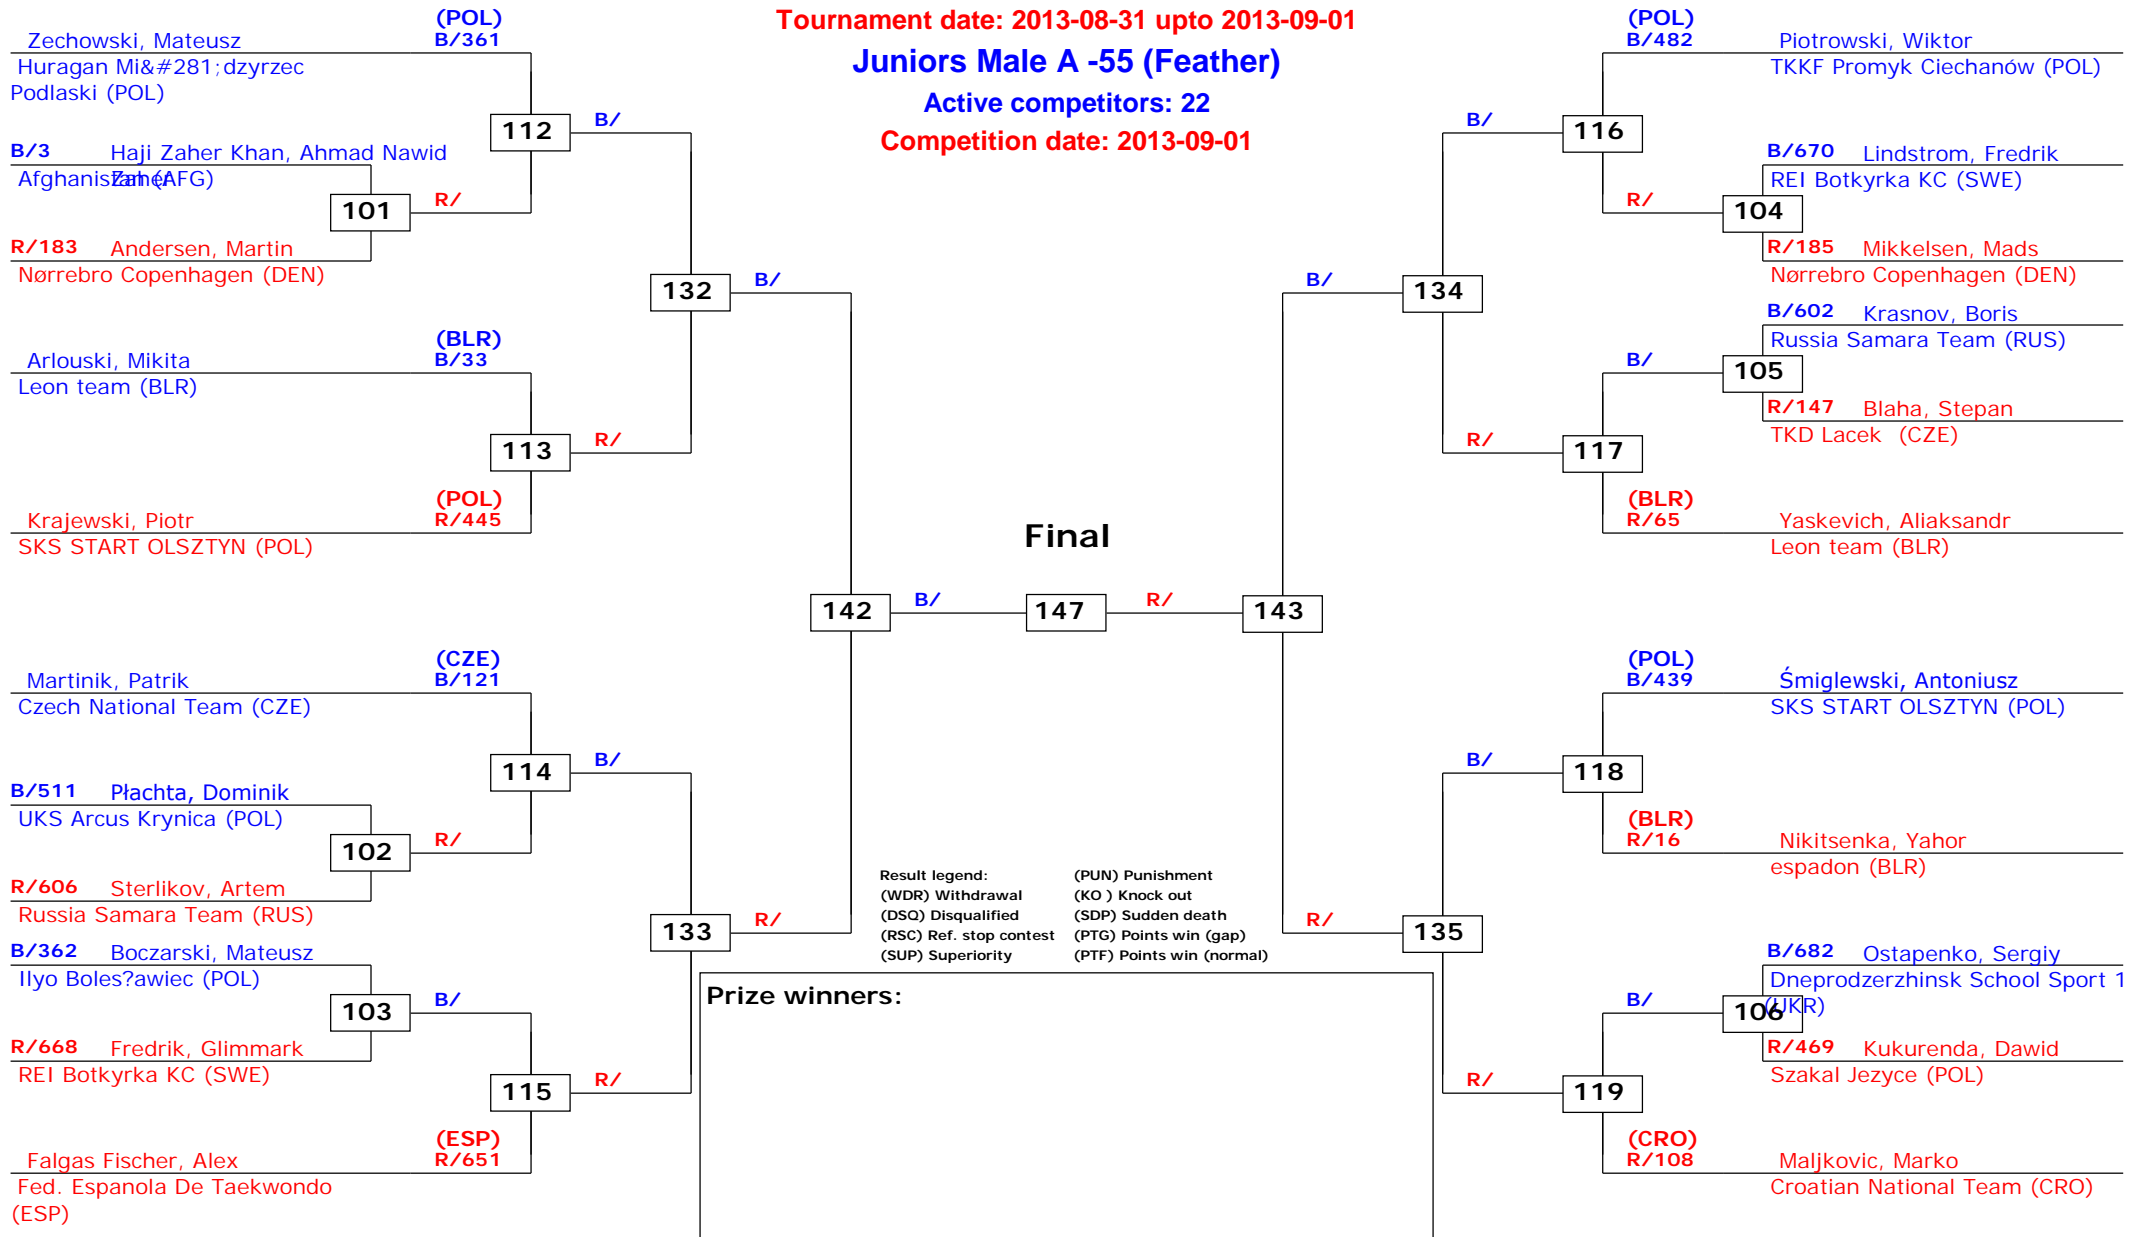 Tournament date: 2013-08-31 upto 2013-09-01
Juniors Male A -55 (Feather)
Active competitors: 22
Competition date: 2013-09-01
(POL)
Zechowski, Mateusz B/361
Huragan Mi&#281;dzyrzec
Podlaski (POL)
112
B/
B/3 Haji Zaher Khan, Ahmad Nawid
Zaher
Afghanistan (AFG)
101
R/
R/183 Andersen, Martin
Nørrebro Copenhagen (DEN)
132
B/
(BLR)
Arlouski, Mikita B/33
Leon team (BLR)
113
R/
(POL)
Krajewski, Piotr R/445
SKS START OLSZTYN (POL)
142
B/
(CZE)
Martinik, Patrik B/121
Czech National Team (CZE)
114
B/
B/511 Płachta, Dominik
UKS Arcus Krynica (POL)
102
R/
R/606 Sterlikov, Artem
Russia Samara Team (RUS)
133
R/
B/362 Boczarski, Mateusz
Ilyo Boles?awiec (POL)
103
B/
R/668 Fredrik, Glimmark
REI Botkyrka KC (SWE)
115
R/
(ESP)
Falgas Fischer, Alex R/651
Fed. Espanola De Taekwondo
(ESP)
Final
147
R/
143
(POL)
B/482 Piotrowski, Wiktor
TKKF Promyk Ciechanów (POL)
B/
116
B/670 Lindstrom, Fredrik
REI Botkyrka KC (SWE)
R/
104
R/185 Mikkelsen, Mads
Nørrebro Copenhagen (DEN)
B/
134
B/602 Krasnov, Boris
Russia Samara Team (RUS)
B/
105
R/147 Blaha, Stepan
TKD Lacek (CZE)
R/
117
(BLR)
R/65 Yaskevich, Aliaksandr
Leon team (BLR)
(POL)
B/439 Śmiglewski, Antoniusz
SKS START OLSZTYN (POL)
B/
118
(BLR)
R/16 Nikitsenka, Yahor
espadon (BLR)
R/
135
B/682 Ostapenko, Sergiy
Dneprodzerzhinsk School Sport 1
(UKR)
B/
106
R/469 Kukurenda, Dawid
Szakal Jezyce (POL)
R/
119
(CRO)
R/108 Maljkovic, Marko
Croatian National Team (CRO)
Result legend: (PUN) Punishment
(WDR) Withdrawal (KO ) Knock out
(DSQ) Disqualified (SDP) Sudden death
(RSC) Ref. stop contest (PTG) Points win (gap)
(SUP) Superiority (PTF) Points win (normal)
Prize winners: